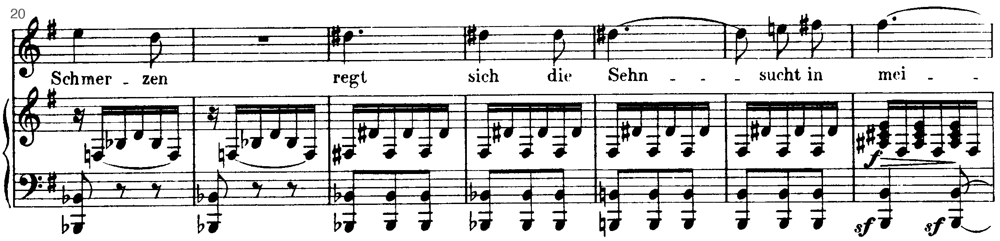 20
Schmer - zen regt sich die Sehn - - - sucht in mei - -
f
sf sf